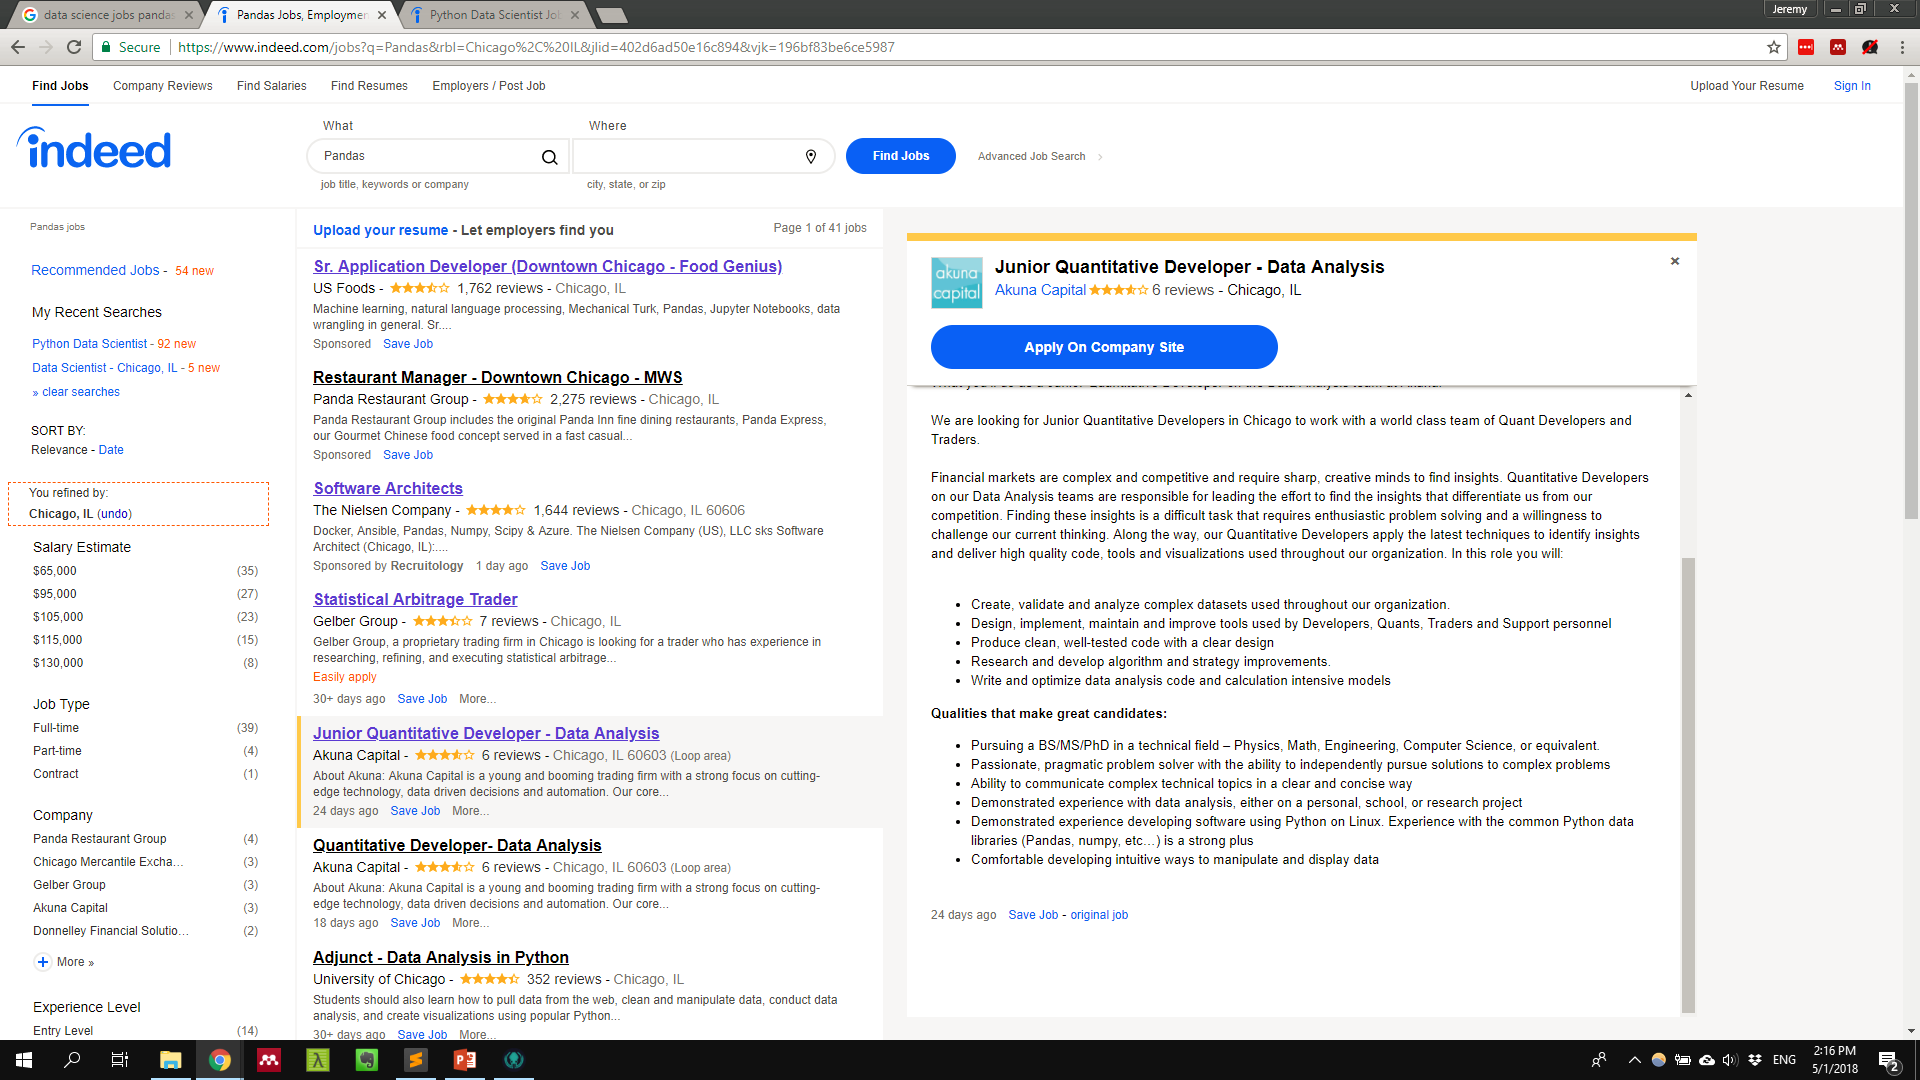 data science jobs pandas
Pandas Jobs, Employmen
Python Data Scientist Job
Jeremy
Secure
https://www.indeed.com/jobs?q=Pandas&rbl=Chicago%2C%20IL&jlid=402d6ad50e16c894&vjk=196bf83be6ce5987
Find Jobs
Company Reviews
Find Salaries
Find Resumes
Employers / Post Job
Upload Your Resume
Sign In
indeed
What
Where
Pandas
Find Jobs
Advanced Job Search
job title, keywords or company
city, state, or zip
Pandas jobs
Recommended Jobs - 54 new
My Recent Searches
Python Data Scientist - 92 new
Data Scientist - Chicago, IL - 5 new
» clear searches
SORT BY:
Relevance - Date
You refined by:
Chicago, IL (undo)
Salary Estimate
$65,000 (35)
$95,000 (27)
$105,000 (23)
$115,000 (15)
$130,000 (8)
Job Type
Full-time (39)
Part-time (4)
Contract (1)
Company
Panda Restaurant Group (4)
Chicago Mercantile Excha... (3)
Gelber Group (3)
Akuna Capital (3)
Donnelley Financial Solutio... (2)
More »
Experience Level
Entry Level (14)
Upload your resume - Let employers find you
Page 1 of 41 jobs
Sr. Application Developer (Downtown Chicago - Food Genius)
US Foods - 1,762 reviews - Chicago, IL
Machine learning, natural language processing, Mechanical Turk, Pandas, Jupyter Notebooks, data
wrangling in general. Sr....
Sponsored Save Job
Restaurant Manager - Downtown Chicago - MWS
Panda Restaurant Group - 2,275 reviews - Chicago, IL
Panda Restaurant Group includes the original Panda Inn fine dining restaurants, Panda Express,
our Gourmet Chinese food concept served in a fast casual...
Sponsored Save Job
Software Architects
The Nielsen Company - 1,644 reviews - Chicago, IL 60606
Docker, Ansible, Pandas, Numpy, Scipy & Azure. The Nielsen Company (US), LLC sks Software
Architect (Chicago, IL):....
Sponsored by Recruitology 1 day ago Save Job
Statistical Arbitrage Trader
Gelber Group - 7 reviews - Chicago, IL
Gelber Group, a proprietary trading firm in Chicago is looking for a trader who has experience in
researching, refining, and executing statistical arbitrage...
Easily apply
30+ days ago Save Job More...
Junior Quantitative Developer - Data Analysis
Akuna Capital - 6 reviews - Chicago, IL 60603 (Loop area)
About Akuna: Akuna Capital is a young and booming trading firm with a strong focus on cutting-
edge technology, data driven decisions and automation. Our core...
24 days ago Save Job More...
Quantitative Developer- Data Analysis
Akuna Capital - 6 reviews - Chicago, IL 60603 (Loop area)
About Akuna: Akuna Capital is a young and booming trading firm with a strong focus on cutting-
edge technology, data driven decisions and automation. Our core...
18 days ago Save Job More...
Adjunct - Data Analysis in Python
University of Chicago - 352 reviews - Chicago, IL
Students should also learn how to pull data from the web, clean and manipulate data, conduct data
analysis, and create visualizations using popular Python...
30+ days ago Save Job More...
akuna
capital
Junior Quantitative Developer - Data Analysis
Akuna Capital 6 reviews - Chicago, IL
Apply On Company Site
We are looking for Junior Quantitative Developers in Chicago to work with a world class team of Quant Developers and
Traders.
Financial markets are complex and competitive and require sharp, creative minds to find insights. Quantitative Developers
on our Data Analysis teams are responsible for leading the effort to find the insights that differentiate us from our
competition. Finding these insights is a difficult task that requires enthusiastic problem solving and a willingness to
challenge our current thinking. Along the way, our Quantitative Developers apply the latest techniques to identify insights
and deliver high quality code, tools and visualizations used throughout our organization. In this role you will:
• Create, validate and analyze complex datasets used throughout our organization.
• Design, implement, maintain and improve tools used by Developers, Quants, Traders and Support personnel
• Produce clean, well-tested code with a clear design
• Research and develop algorithm and strategy improvements.
• Write and optimize data analysis code and calculation intensive models
Qualities that make great candidates:
• Pursuing a BS/MS/PhD in a technical field – Physics, Math, Engineering, Computer Science, or equivalent.
• Passionate, pragmatic problem solver with the ability to independently pursue solutions to complex problems
• Ability to communicate complex technical topics in a clear and concise way
• Demonstrated experience with data analysis, either on a personal, school, or research project
• Demonstrated experience developing software using Python on Linux. Experience with the common Python data
libraries (Pandas, numpy, etc...) is a strong plus
• Comfortable developing intuitive ways to manipulate and display data
24 days ago Save Job - original job
ENG
2:16 PM
5/1/2018
2